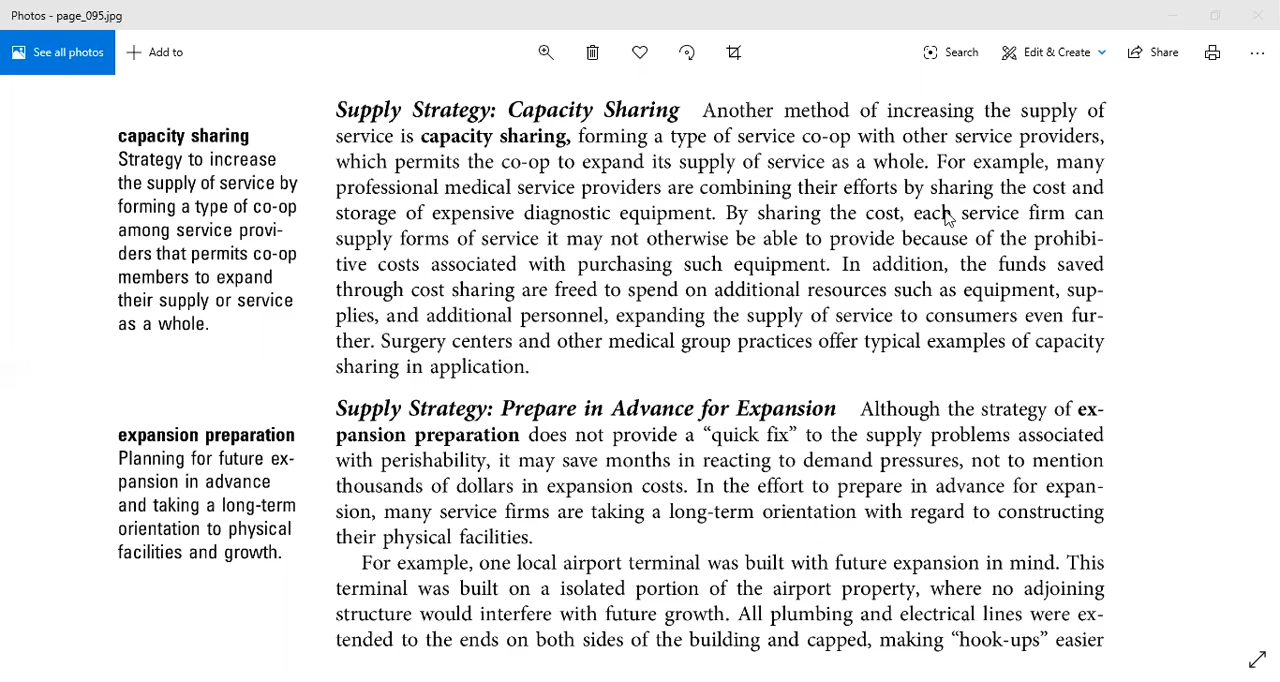 Photos - page_095.jpg
See all photos
Add to
Search
Edit & Create
Share
Supply Strategy: Capacity Sharing Another method of increasing the supply of
service is capacity sharing, forming a type of service co-op with other service providers,
which permits the co-op to expand its supply of service as a whole. For example, many
professional medical service providers are combining their efforts by sharing the cost and
storage of expensive diagnostic equipment. By sharing the cost, each service firm can
supply forms of service it may not otherwise be able to provide because of the prohibi-
tive costs associated with purchasing such equipment. In addition, the funds saved
through cost sharing are freed to spend on additional resources such as equipment, sup-
plies, and additional personnel, expanding the supply of service to consumers even fur-
ther. Surgery centers and other medical group practices offer typical examples of capacity
sharing in application.
capacity sharing
Strategy to increase
the supply of service by
forming a type of co-op
among service provi-
ders that permits co-op
members to expand
their supply or service
as a whole.
Supply Strategy: Prepare in Advance for Expansion Although the strategy of ex-
pansion preparation does not provide a “quick fix” to the supply problems associated
with perishability, it may save months in reacting to demand pressures, not to mention
thousands of dollars in expansion costs. In the effort to prepare in advance for expan-
sion, many service firms are taking a long-term orientation with regard to constructing
their physical facilities.
For example, one local airport terminal was built with future expansion in mind. This
terminal was built on a isolated portion of the airport property, where no adjoining
structure would interfere with future growth. All plumbing and electrical lines were ex-
tended to the ends on both sides of the building and capped, making “hook-ups” easier
expansion preparation
Planning for future ex-
pansion in advance
and taking a long-term
orientation to physical
facilities and growth.